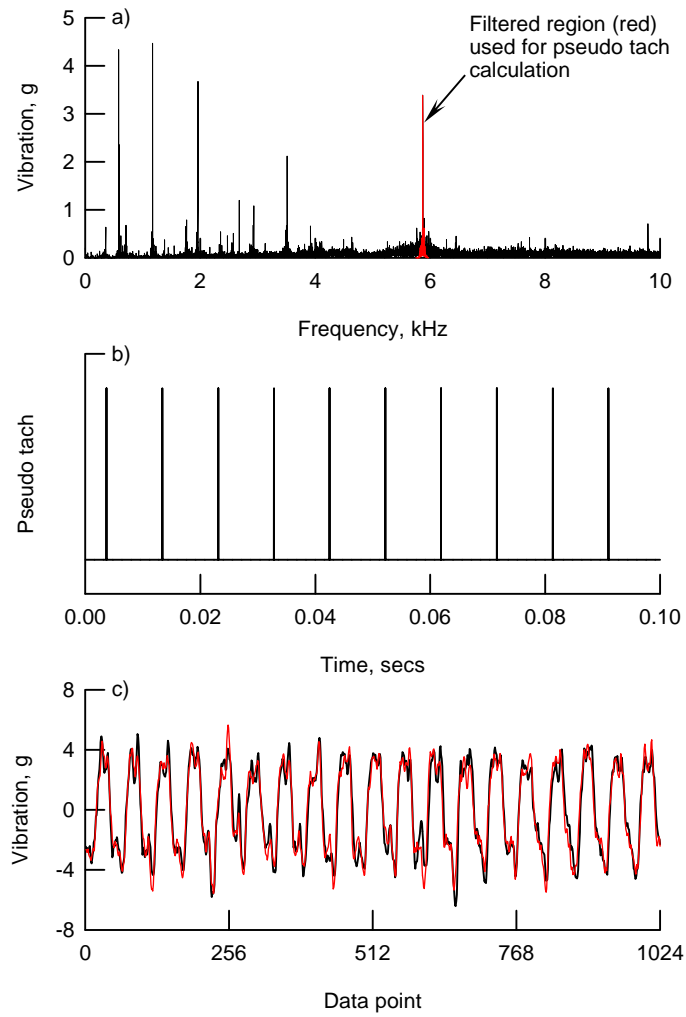 a)
Filtered region (red)
used for pseudo tach
calculation
5
4
3
2
1
0
Vibration, g
0 2 4 6 8 10
Frequency, kHz
b)
Pseudo tach
0.00 0.02 0.04 0.06 0.08 0.10
Time, secs
c)
8
4
0
-4
-8
Vibration, g
0 256 512 768 1024
Data point